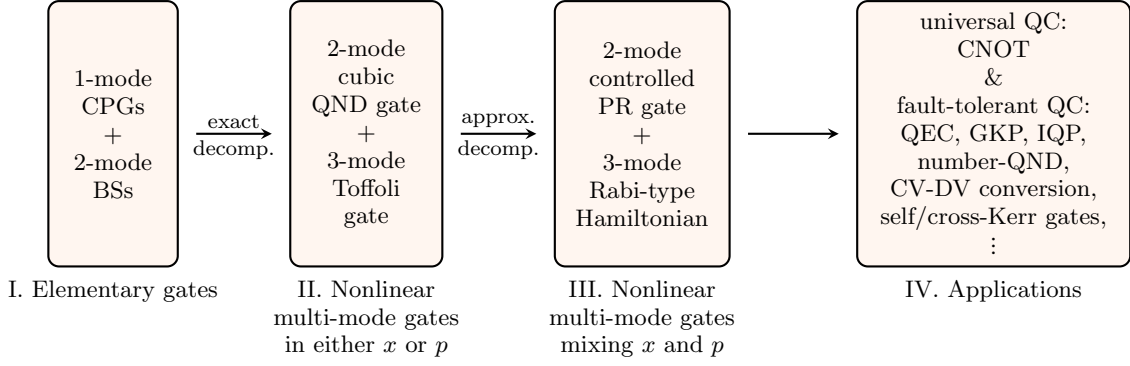 1-mode
CPGs
+
2-mode
BSs
I. Elementary gates
exact
decomp.
2-mode
cubic
QND gate
+
3-mode
Toffoli
gate
II. Nonlinear
multi-mode gates
in either x or p
approx.
decomp.
2-mode
controlled
PR gate
+
3-mode
Rabi-type
Hamiltonian
III. Nonlinear
multi-mode gates
mixing x and p
universal QC:
CNOT
&
fault-tolerant QC:
QEC, GKP, IQP,
number-QND,
CV-DV conversion,
self/cross-Kerr gates,
⋮
IV. Applications